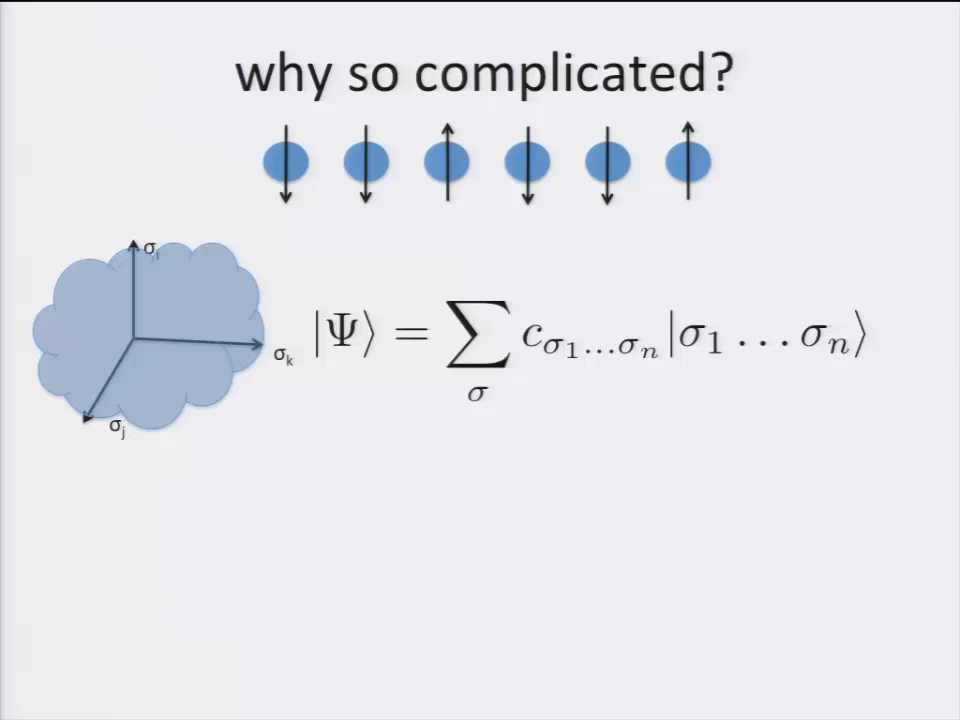 why so complicated?
σi
|Ψ⟩ = ∑σ cσ1...σn |σ1 ... σn⟩
σk
σj